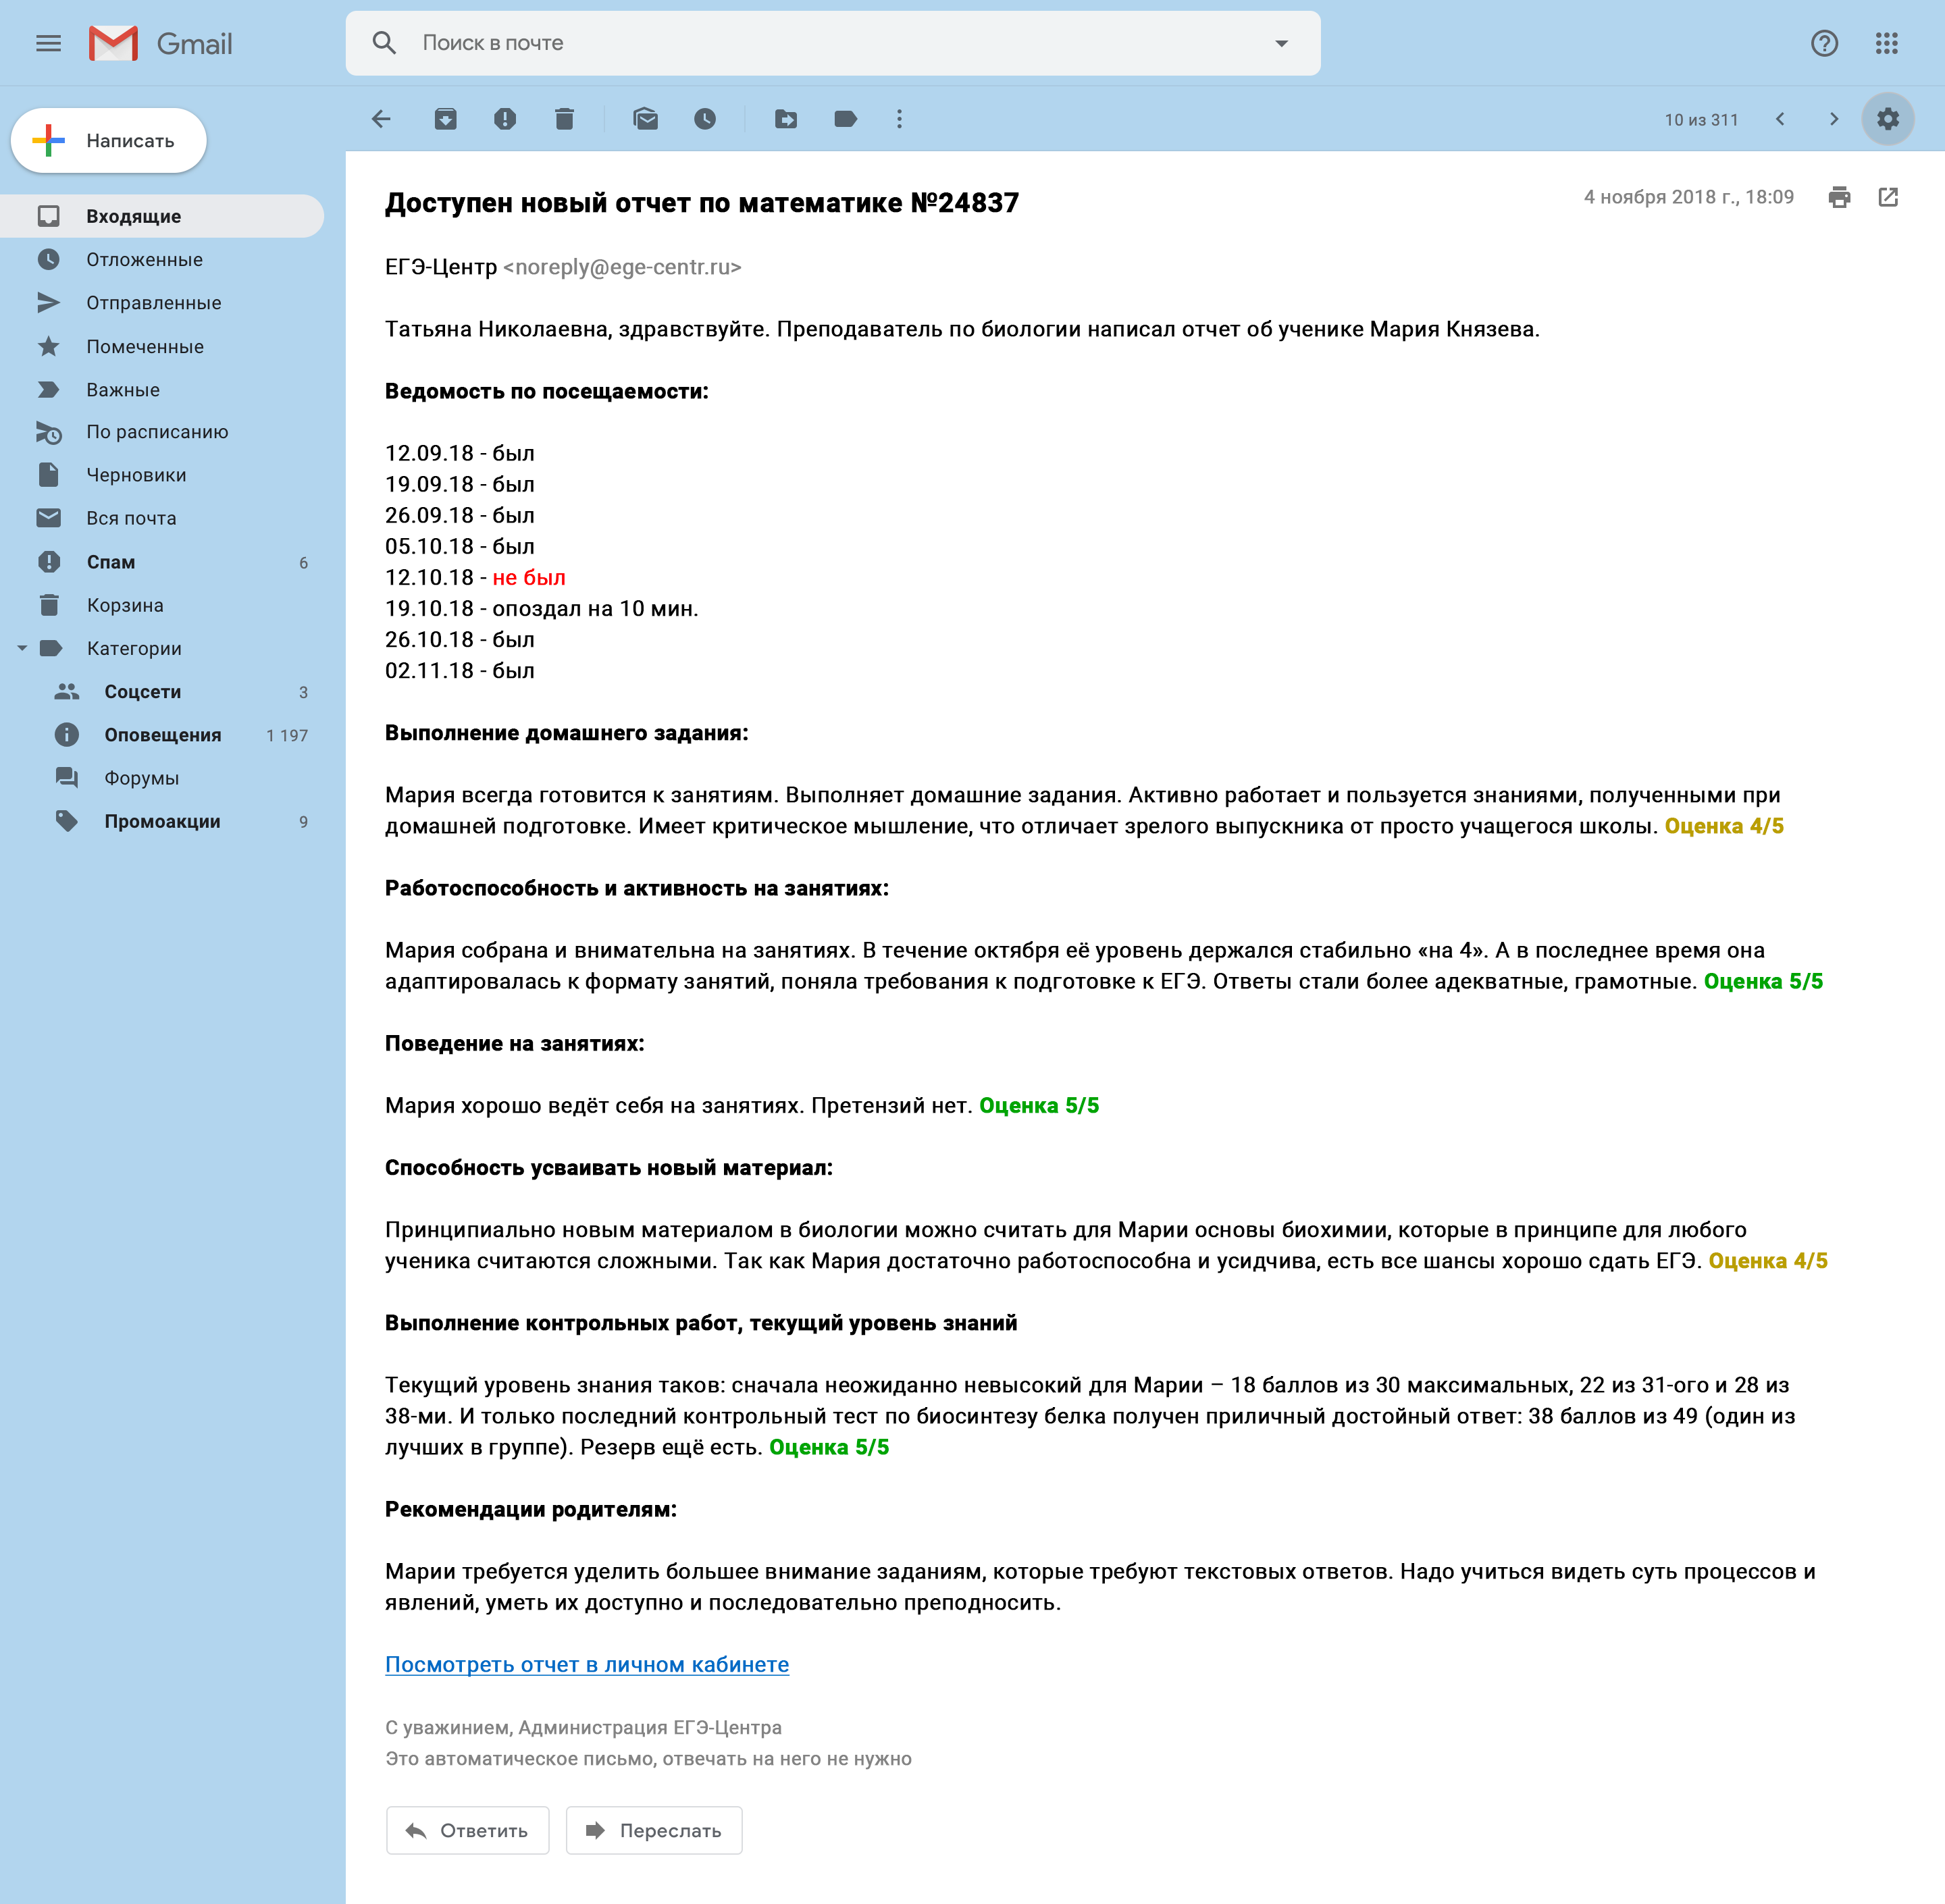 Gmail
Поиск в почте
Написать
10 из 311
Входящие
Отложенные
Отправленные
Помеченные
Важные
По расписанию
Черновики
Вся почта
Спам 6
Корзина
Категории
Соцсети 3
Оповещения 1 197
Форумы
Промоакции 9
Доступен новый отчет по математике №24837
4 ноября 2018 г., 18:09
ЕГЭ-Центр <noreply@ege-centr.ru>
Татьяна Николаевна, здравствуйте. Преподаватель по биологии написал отчет об ученике Мария Князева.
Ведомость по посещаемости:
12.09.18 - был
19.09.18 - был
26.09.18 - был
05.10.18 - был
12.10.18 - не был
19.10.18 - опоздал на 10 мин.
26.10.18 - был
02.11.18 - был
Выполнение домашнего задания:
Мария всегда готовится к занятиям. Выполняет домашние задания. Активно работает и пользуется знаниями, полученными при
домашней подготовке. Имеет критическое мышление, что отличает зрелого выпускника от просто учащегося школы. Оценка 4/5
Работоспособность и активность на занятиях:
Мария собрана и внимательна на занятиях. В течение октября её уровень держался стабильно «на 4». А в последнее время она
адаптировалась к формату занятий, поняла требования к подготовке к ЕГЭ. Ответы стали более адекватные, грамотные. Оценка 5/5
Поведение на занятиях:
Мария хорошо ведёт себя на занятиях. Претензий нет. Оценка 5/5
Способность усваивать новый материал:
Принципиально новым материалом в биологии можно считать для Марии основы биохимии, которые в принципе для любого
ученика считаются сложными. Так как Мария достаточно работоспособна и усидчива, есть все шансы хорошо сдать ЕГЭ. Оценка 4/5
Выполнение контрольных работ, текущий уровень знаний
Текущий уровень знания таков: сначала неожиданно невысокий для Марии – 18 баллов из 30 максимальных, 22 из 31-ого и 28 из
38-ми. И только последний контрольный тест по биосинтезу белка получен приличный достойный ответ: 38 баллов из 49 (один из
лучших в группе). Резерв ещё есть. Оценка 5/5
Рекомендации родителям:
Марии требуется уделить большее внимание заданиям, которые требуют текстовых ответов. Надо учиться видеть суть процессов и
явлений, уметь их доступно и последовательно преподносить.
Посмотреть отчет в личном кабинете
С уважинием, Администрация ЕГЭ-Центра
Это автоматическое письмо, отвечать на него не нужно
Ответить
Переслать